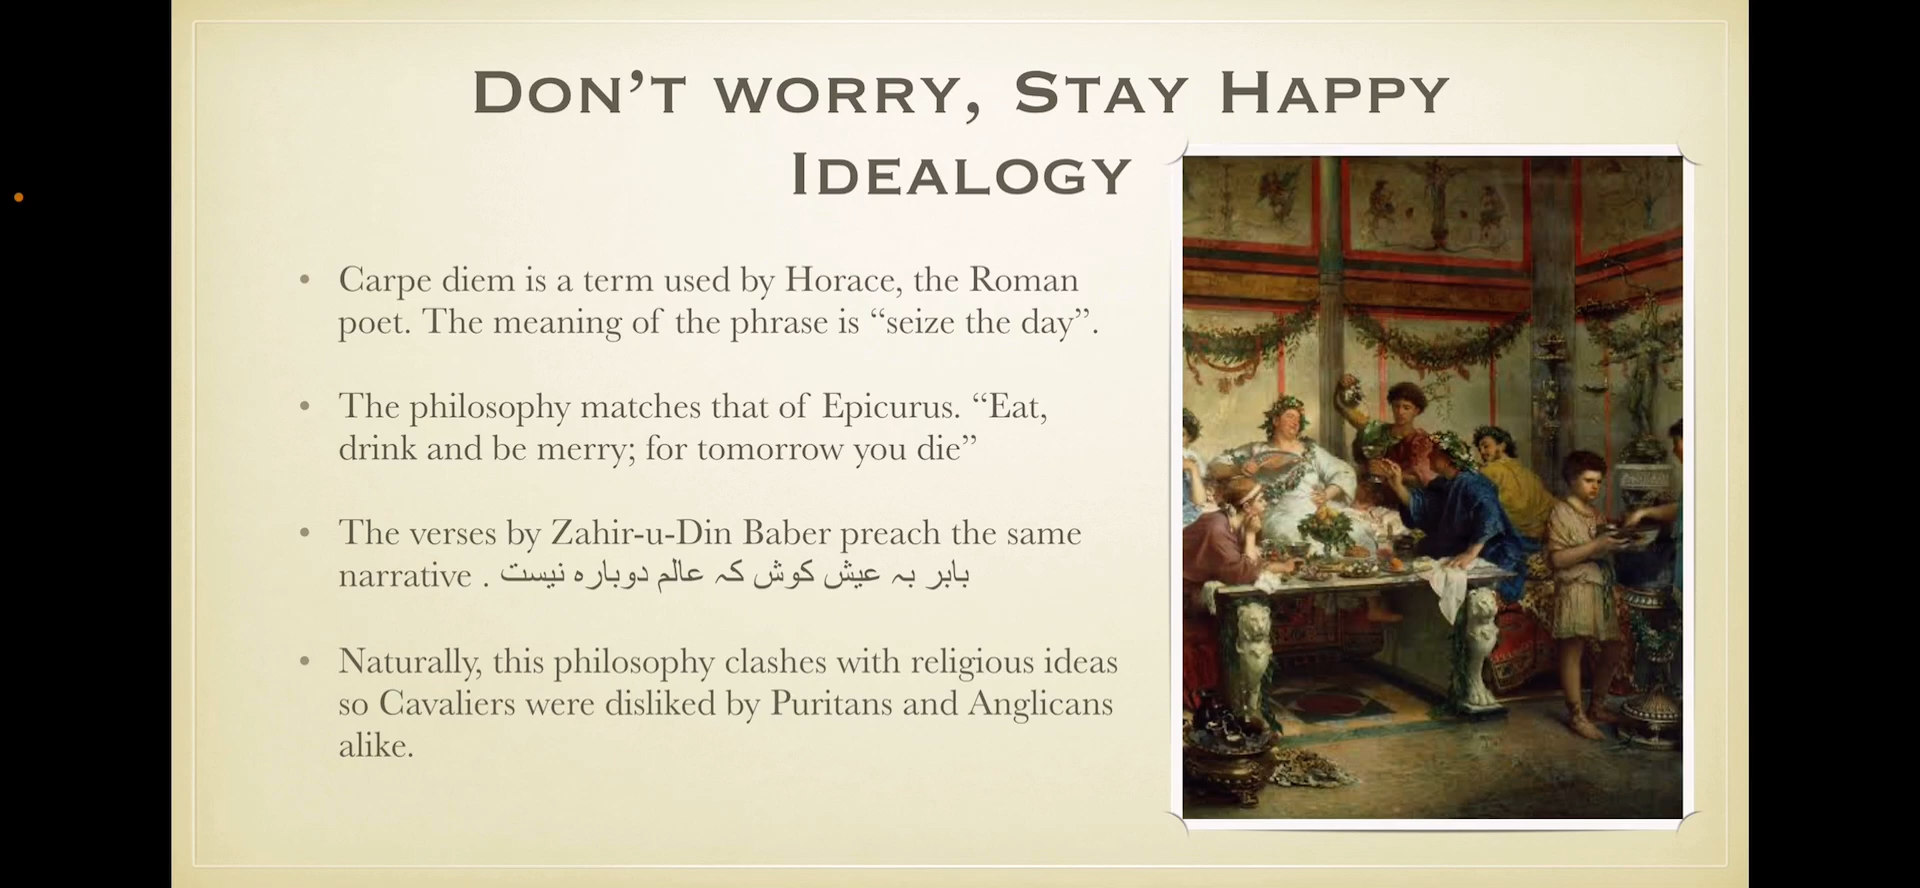 Don’t worry, Stay Happy
Idealogy
• Carpe diem is a term used by Horace, the Roman
poet. The meaning of the phrase is “seize the day”.
• The philosophy matches that of Epicurus. “Eat,
drink and be merry; for tomorrow you die”
• The verses by Zahir-u-Din Baber preach the same
narrative . بابر بہ عیش کوش کہ عالم دوبارہ نیست
• Naturally, this philosophy clashes with religious ideas
so Cavaliers were disliked by Puritans and Anglicans
alike.